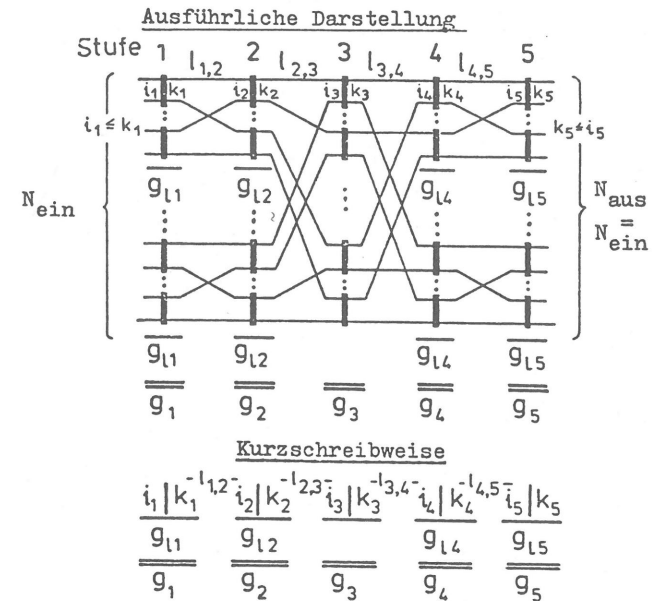 Ausführliche Darstellung
Stufe 1 l1,2 2 l2,3 3 l3,4 4 l4,5 5
i1 k1 i2 k2 i3 k3 i4 k4 i5 k5
i1 ≤ k1
k5 ≤ i5
Nein
Naus = Nein
gl1 gl2 gl4 gl5
gl1 gl2 gl4 gl5
g1 g2 g3 g4 g5
Kurzschreibweise
i1|k1 -l1,2- i2|k2 -l2,3- i3|k3 -l3,4- i4|k4 -l4,5- i5|k5
gl1 gl2 gl4 gl5
g1 g2 g3 g4 g5